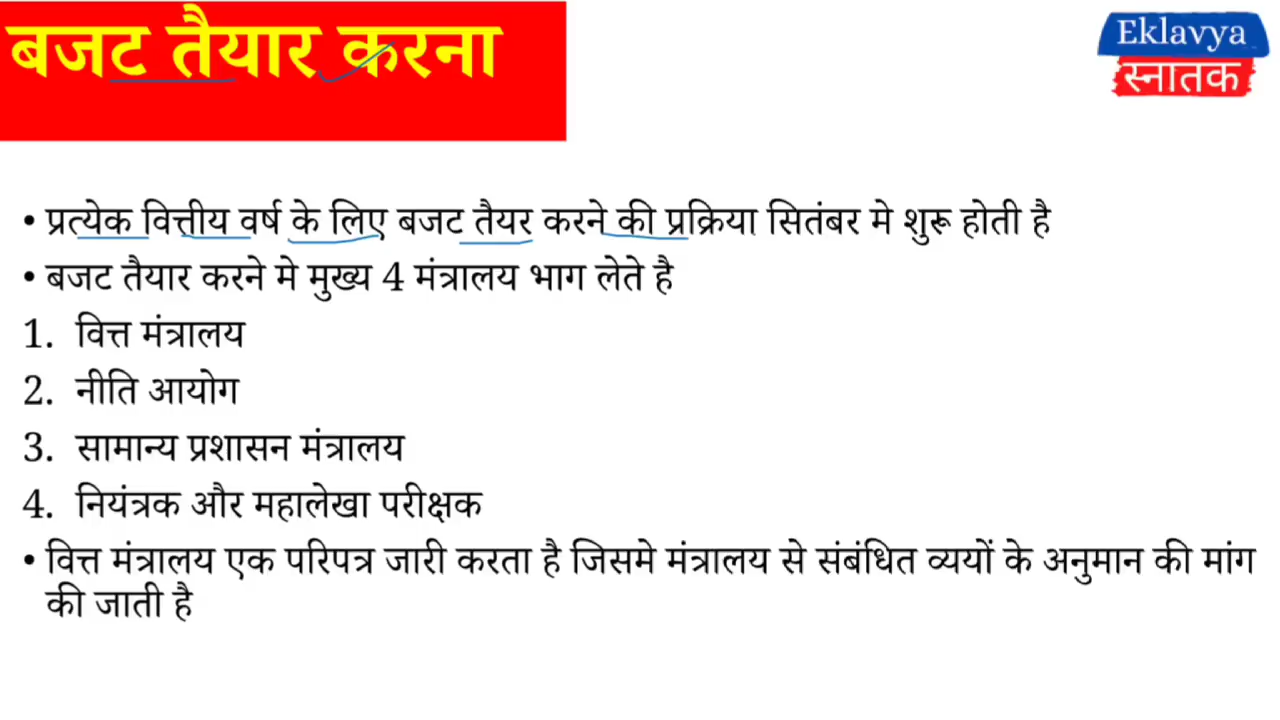 बजट तैयार करना
Eklavya
स्नातक
• प्रत्येक वित्तीय वर्ष के लिए बजट तैयर करने की प्रक्रिया सितंबर मे शुरू होती है
• बजट तैयार करने मे मुख्य 4 मंत्रालय भाग लेते है
1. वित्त मंत्रालय
2. नीति आयोग
3. सामान्य प्रशासन मंत्रालय
4. नियंत्रक और महालेखा परीक्षक
• वित्त मंत्रालय एक परिपत्र जारी करता है जिसमे मंत्रालय से संबंधित व्ययों के अनुमान की मांग
की जाती है